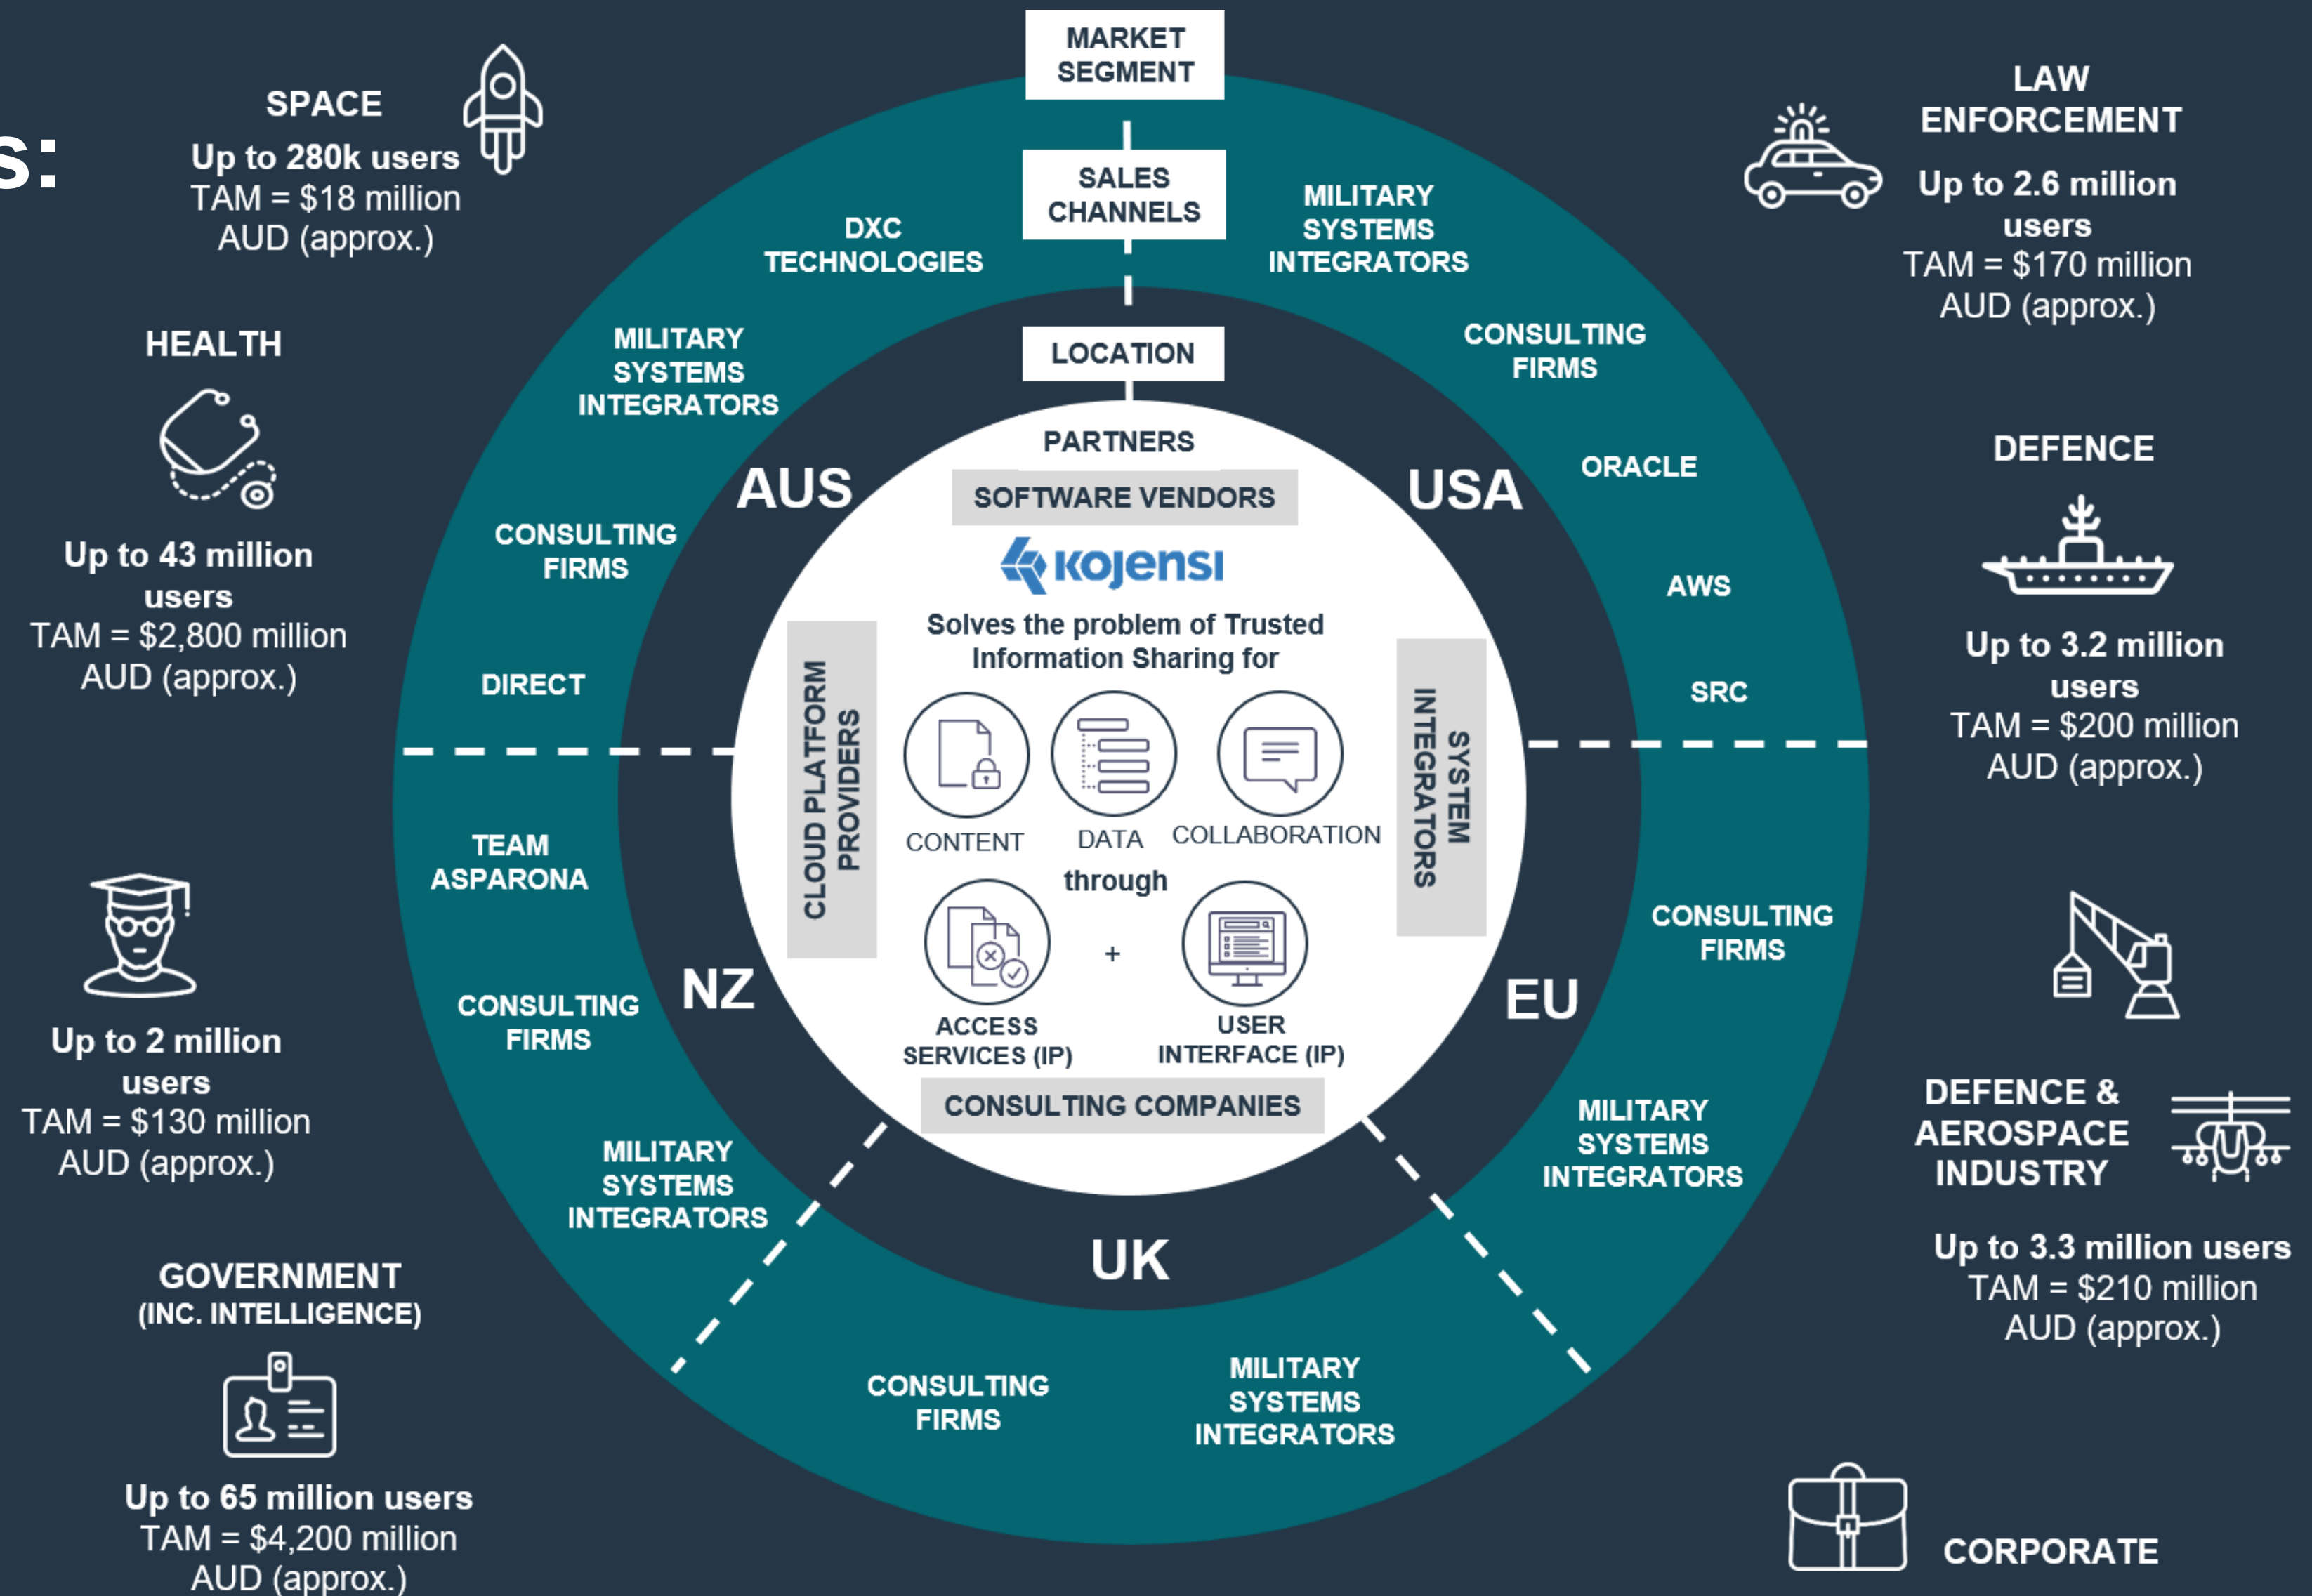 s:
SPACE
Up to 280k users
TAM = $18 million
AUD (approx.)
HEALTH
Up to 43 million
users
TAM = $2,800 million
AUD (approx.)
Up to 2 million
users
TAM = $130 million
AUD (approx.)
GOVERNMENT
(INC. INTELLIGENCE)
Up to 65 million users
TAM = $4,200 million
AUD (approx.)
MARKET
SEGMENT
SALES
CHANNELS
LOCATION
DXC
TECHNOLOGIES
MILITARY
SYSTEMS
INTEGRATORS
CONSULTING
FIRMS
DIRECT
AUS
TEAM
ASPARONA
CONSULTING
FIRMS
MILITARY
SYSTEMS
INTEGRATORS
NZ
CONSULTING
FIRMS
MILITARY
SYSTEMS
INTEGRATORS
UK
MILITARY
SYSTEMS
INTEGRATORS
CONSULTING
FIRMS
ORACLE
AWS
SRC
USA
CONSULTING
FIRMS
MILITARY
SYSTEMS
INTEGRATORS
EU
PARTNERS
SOFTWARE VENDORS
KOJENSI
Solves the problem of Trusted
Information Sharing for
CLOUD PLATFORM
PROVIDERS
SYSTEM
INTEGRATORS
CONTENT
DATA
COLLABORATION
through
+
ACCESS
SERVICES (IP)
USER
INTERFACE (IP)
CONSULTING COMPANIES
LAW
ENFORCEMENT
Up to 2.6 million
users
TAM = $170 million
AUD (approx.)
DEFENCE
Up to 3.2 million
users
TAM = $200 million
AUD (approx.)
DEFENCE &
AEROSPACE
INDUSTRY
Up to 3.3 million users
TAM = $210 million
AUD (approx.)
CORPORATE